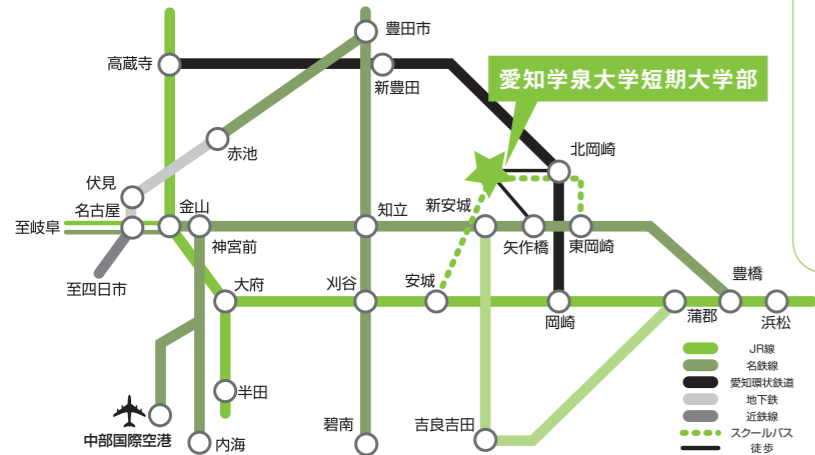 豊田市
高蔵寺
新豊田
愛知学泉大学短期大学部
赤池
北岡崎
伏見
名古屋
金山
新安城
至岐阜
神宮前
知立
矢作橋
東岡崎
至四日市
大府
刈谷
安城
岡崎
豊橋
蒲郡
浜松
半田
中部国際空港
内海
碧南
吉良吉田
JR線
名鉄線
愛知環状鉄道
地下鉄
近鉄線
スクールバス
徒歩